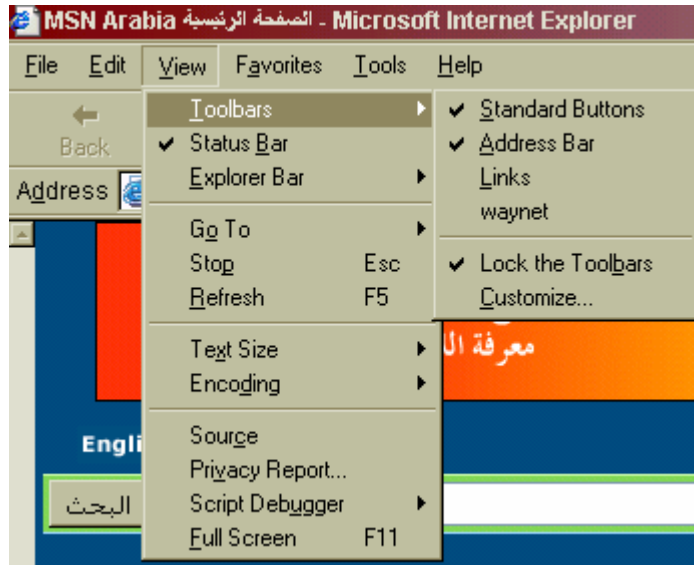 MSN Arabia الصفحة الرئيسية - Microsoft Internet Explorer
File Edit View Favorites Tools Help
Back
Address
Toolbars
Status Bar
Explorer Bar
Go To
Stop Esc
Refresh F5
Text Size
Encoding
Source
Privacy Report...
Script Debugger
Full Screen F11
Standard Buttons
Address Bar
Links
waynet
Lock the Toolbars
Customize...
معرفة
البحث